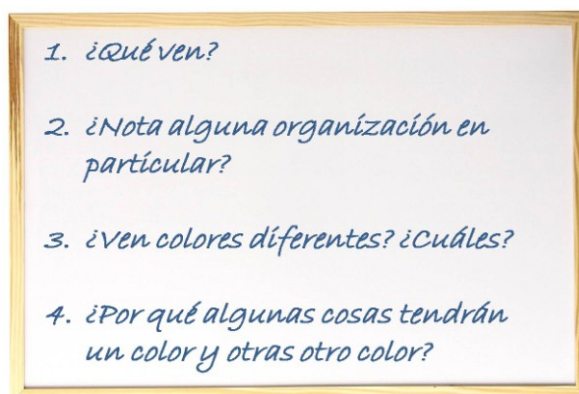 1. ¿Qué ven?
2. ¿Nota alguna organización en
particular?
3. ¿Ven colores diferentes? ¿Cuáles?
4. ¿Por qué algunas cosas tendrán
un color y otras otro color?